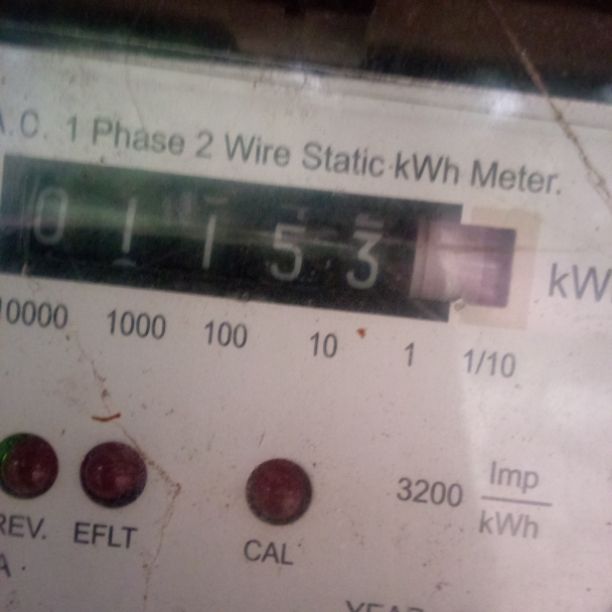 A.C. 1 Phase 2 Wire Static kWh Meter.
01153
kW
10000 1000 100 10 1 1/10
3200 Imp/kWh
REV. EFLT CAL
A